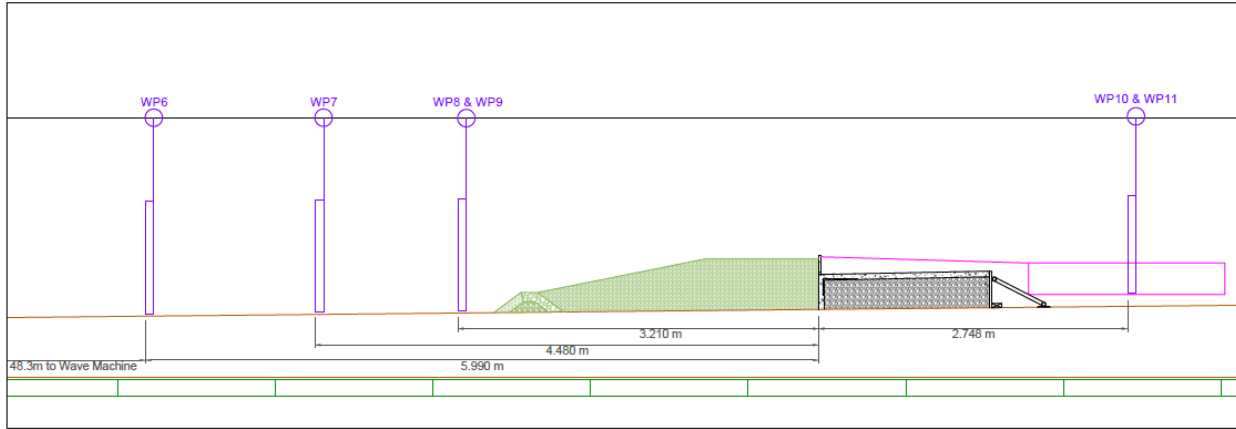 WP6
WP7
WP8 & WP9
WP10 & WP11
3.210 m
2.748 m
4.480 m
48.3m to Wave Machine
5.990 m